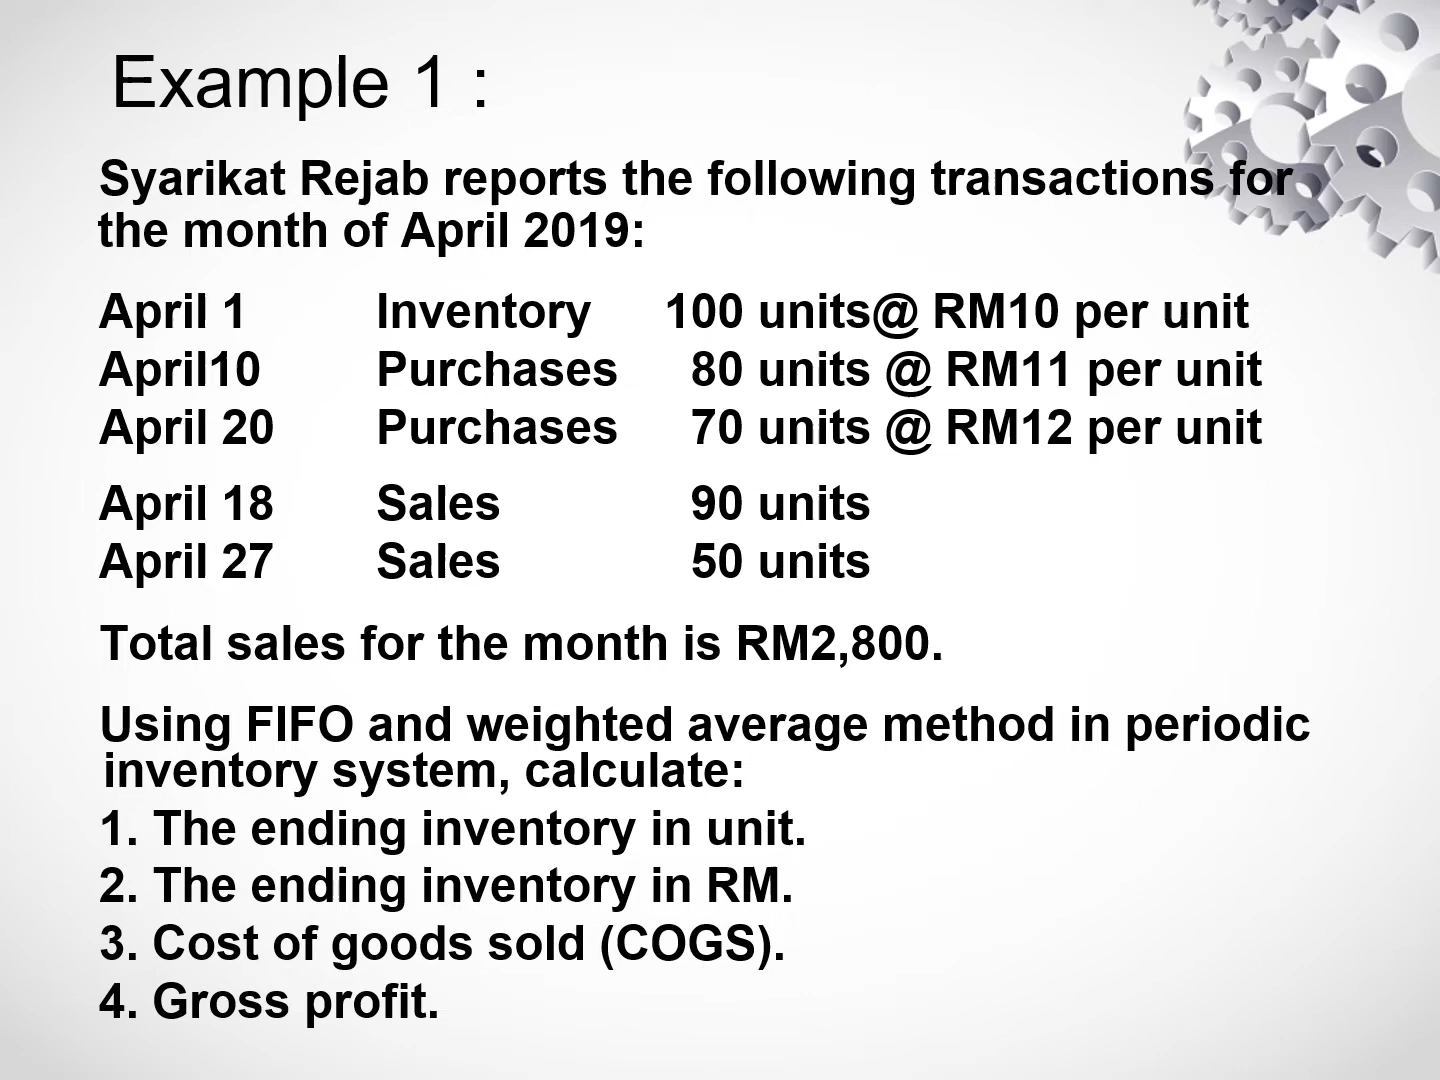 Example 1 :
Syarikat Rejab reports the following transactions for
the month of April 2019:
April 1 Inventory 100 units@ RM10 per unit
April10 Purchases 80 units @ RM11 per unit
April 20 Purchases 70 units @ RM12 per unit
April 18 Sales 90 units
April 27 Sales 50 units
Total sales for the month is RM2,800.
Using FIFO and weighted average method in periodic
inventory system, calculate:
1. The ending inventory in unit.
2. The ending inventory in RM.
3. Cost of goods sold (COGS).
4. Gross profit.